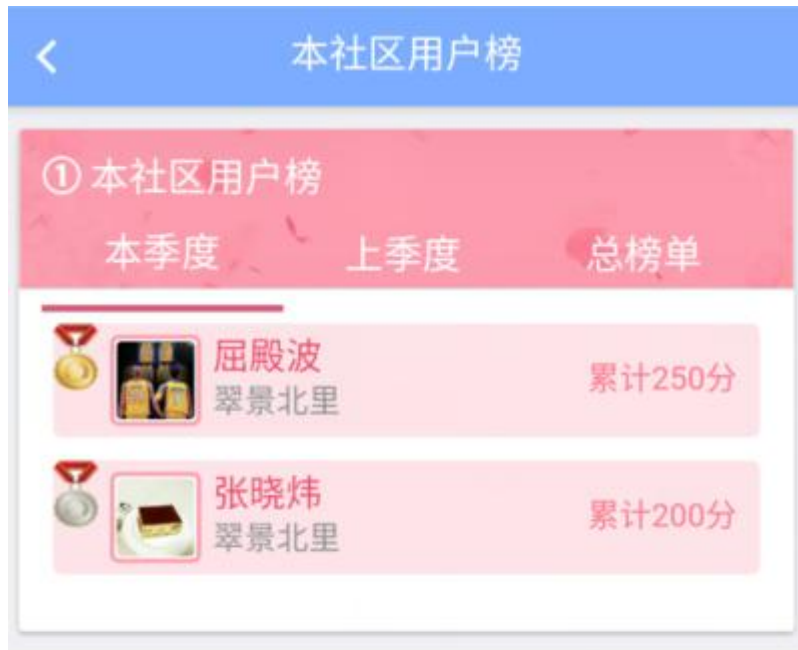 本社区用户榜
① 本社区用户榜
本季度 上季度 总榜单
屈殿波
翠景北里
累计250分
张晓炜
翠景北里
累计200分